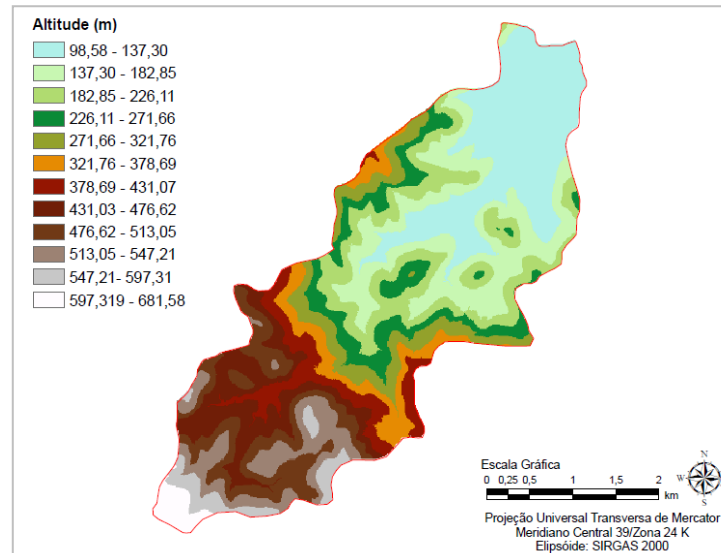 Altitude (m)
98,58 - 137,30
137,30 - 182,85
182,85 - 226,11
226,11 - 271,66
271,66 - 321,76
321,76 - 378,69
378,69 - 431,07
431,03 - 476,62
476,62 - 513,05
513,05 - 547,21
547,21- 597,31
597,319 - 681,58
Escala Gráfica
0 0,25 0,5 1 1,5 2
km
N
W E
S
Projeção Universal Transversa de Mercator
Meridiano Central 39/Zona 24 K
Elipsóide: SIRGAS 2000